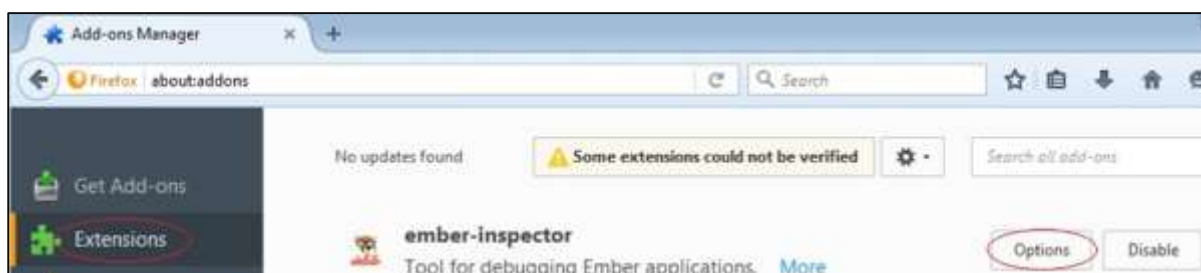 Add-ons Manager
Firefox about:addons Search
No updates found Some extensions could not be verified Search all add-ons
Get Add-ons
Extensions
ember-inspector
Options Disable
Tool for debugging Ember applications. More